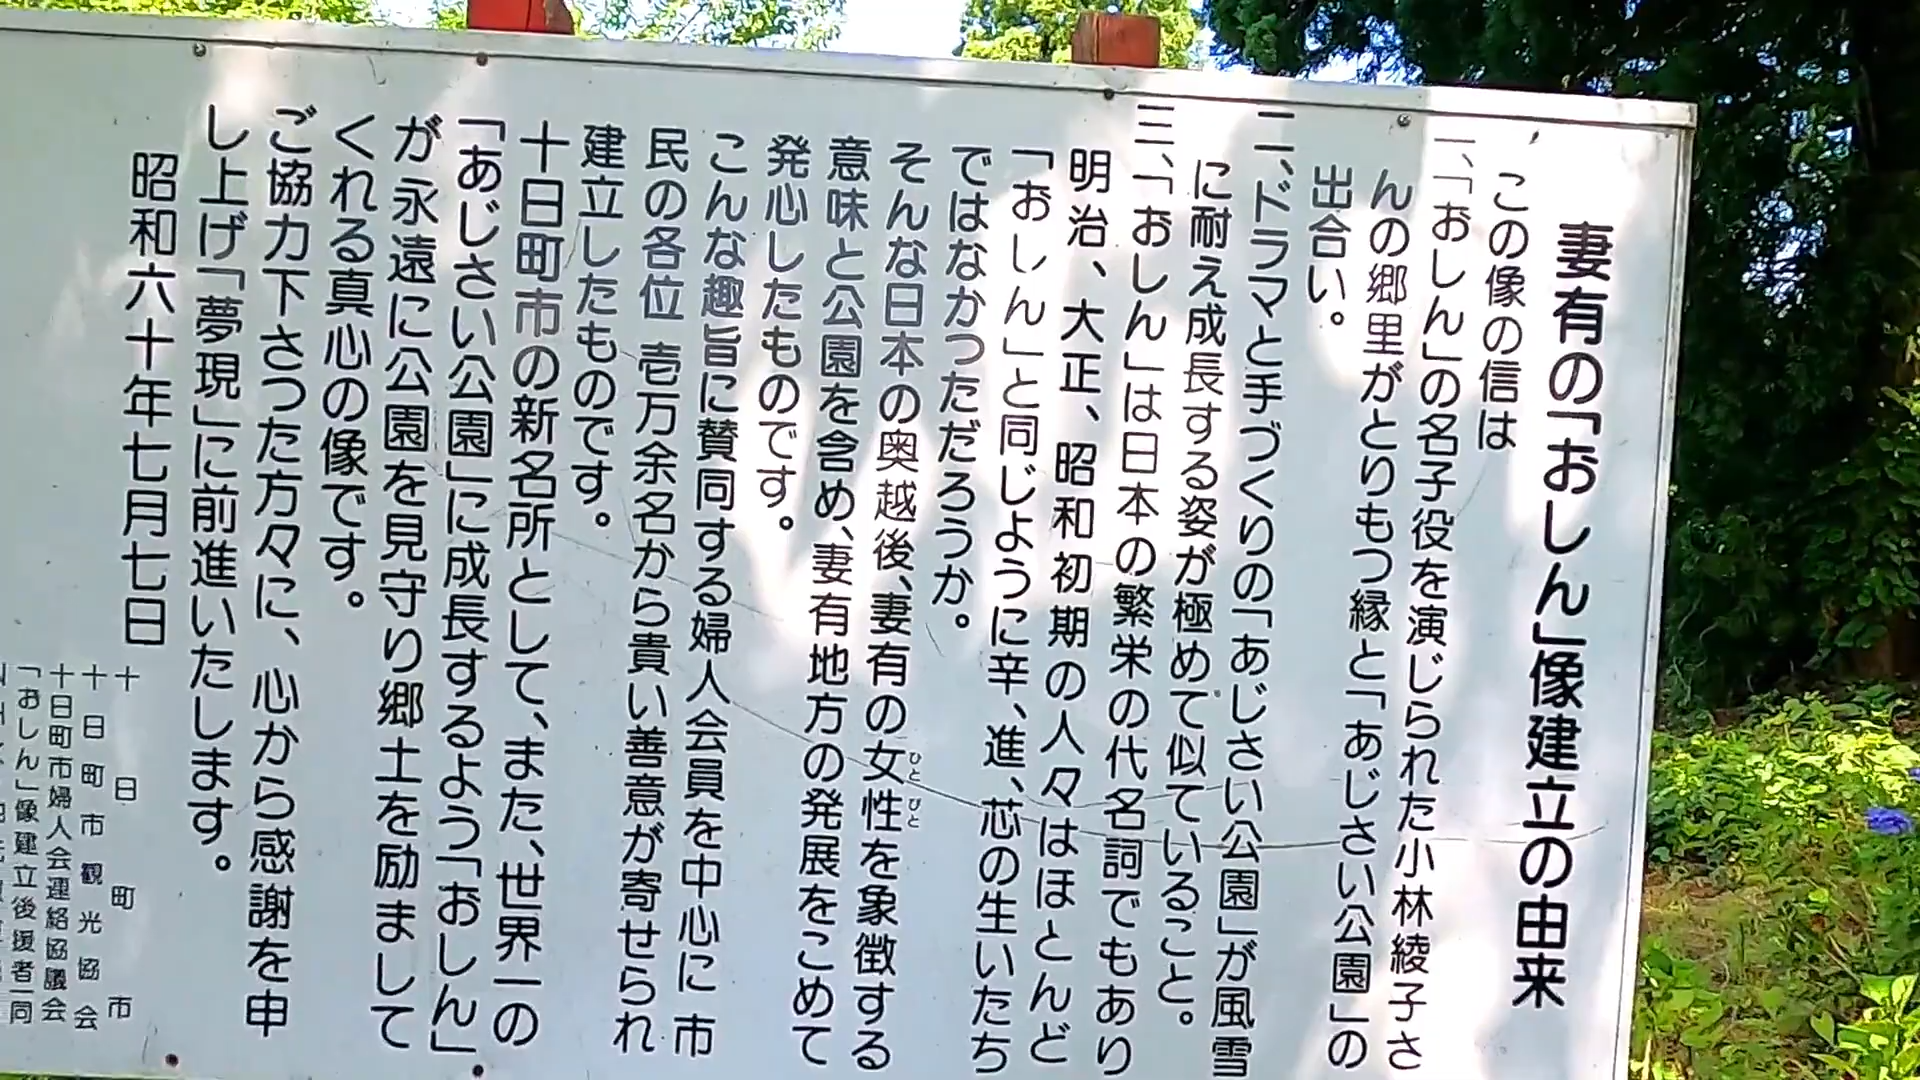 妻有の「おしん」像建立の由来
この像の信は
一、「おしん」の名子役を演じられた小林綾子さ
んの郷里がとりもつ縁と「あじさい公園」の
出合い。
二、ドラマと手づくりの「あじさい公園」が風雪
に耐え成長する姿が極めて似ていること。
三、「おしん」は日本の繁栄の代名詞でもあり
明治、大正、昭和初期の人々はほとんど
「おしん」と同じように辛、進、芯の生いたち
ではなかつただろうか。
そんな日本の奥越後、妻有の女性を象徴する
ひとびと
意味と公園を含め、妻有地方の発展をこめて
発心したものです。
こんな趣旨に賛同する婦人会員を中心に市
民の各位 壱万余名から貴い善意が寄せられ
建立したものです。
十日町市の新名所として、また、世界一の
「あじさい公園」に成長するよう「おしん」
が永遠に公園を見守り郷土を励まして
くれる真心の像です。
ご協力下さつた方々に、心から感謝を申
し上げ「夢現」に前進いたします。
昭和六十年七月七日
十日町市
十日町市観光協会
十日町市婦人会連絡協議会
「おしん」像建立後援者一同